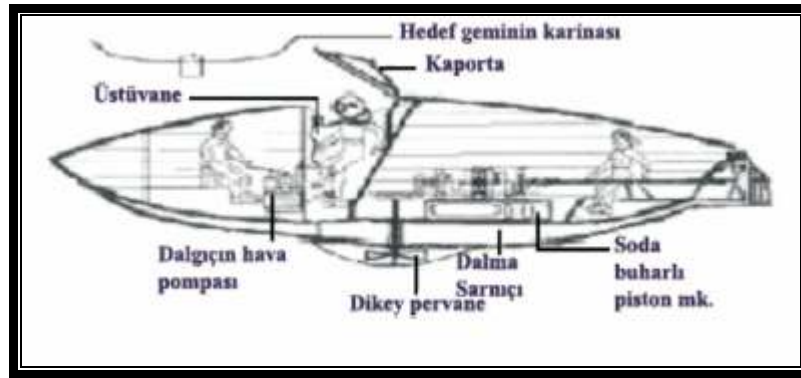 Hedef geminin karinası
Kaporta
Üstüvane
Dalgıçın hava
pompası
Dikey pervane
Dalma
Sarnıçı
Soda
buharlı
piston mk.